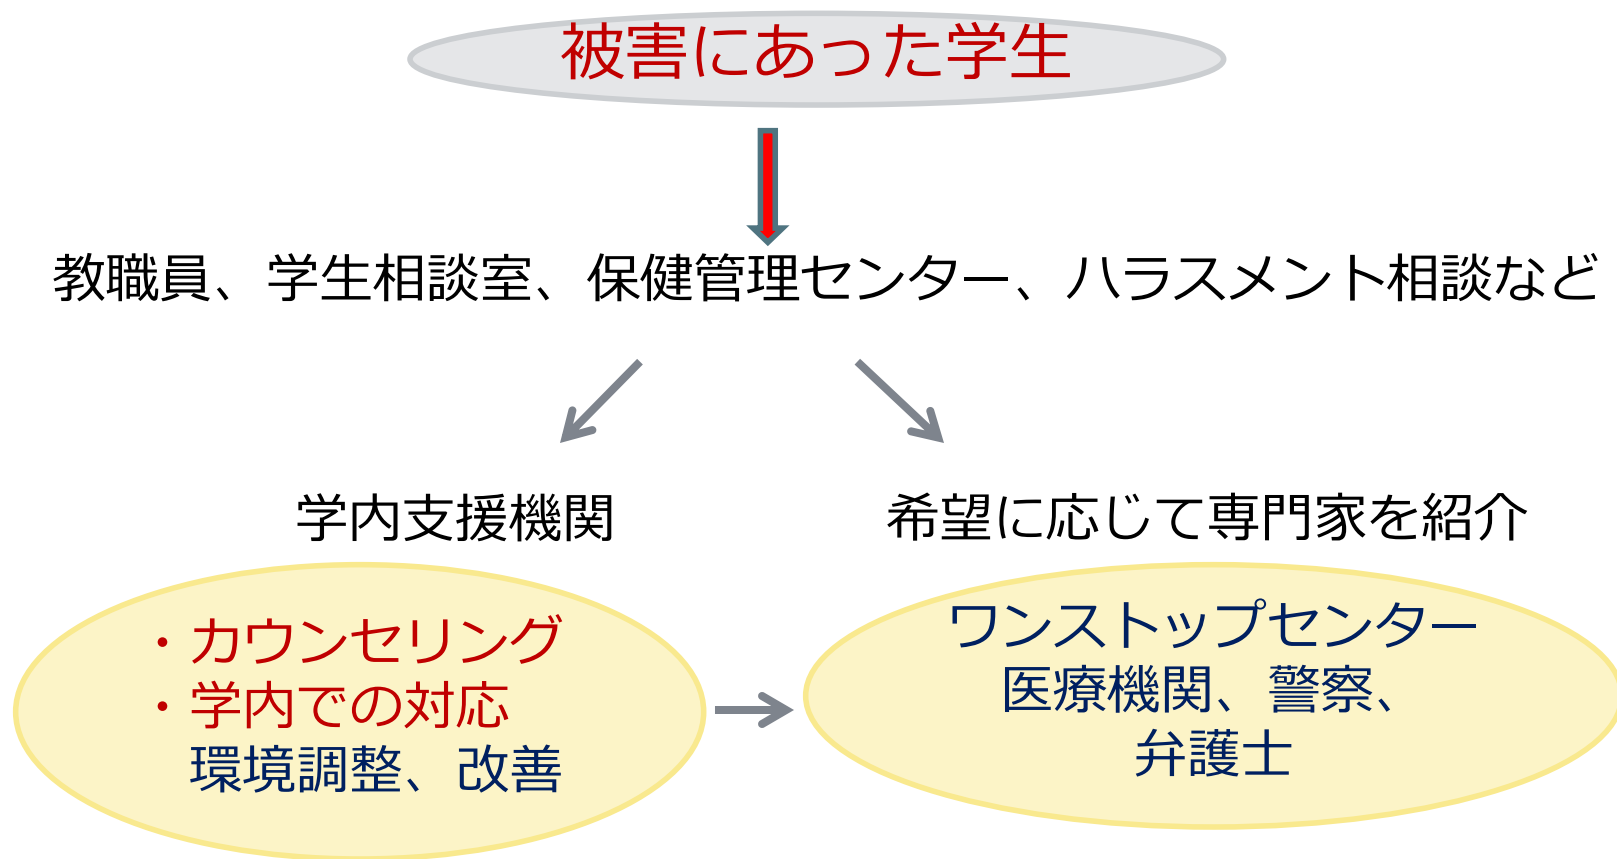 被害にあった学生
教職員、学生相談室、保健管理センター、ハラスメント相談など
学内支援機関
希望に応じて専門家を紹介
・カウンセリング
・学内での対応
環境調整、改善
ワンストップセンター
医療機関、警察、
弁護士